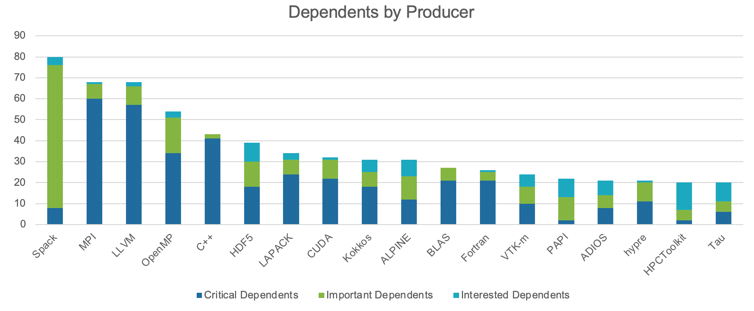 Dependents by Producer
90
80
70
60
50
40
30
20
10
0
Spack
MPI
LLVM
OpenMP
C++
HDF5
LAPACK
CUDA
Kokkos
ALPINE
BLAS
Fortran
VTK-m
PAPI
ADIOS
hypre
HPCToolkit
Tau
Critical Dependents
Important Dependents
Interested Dependents